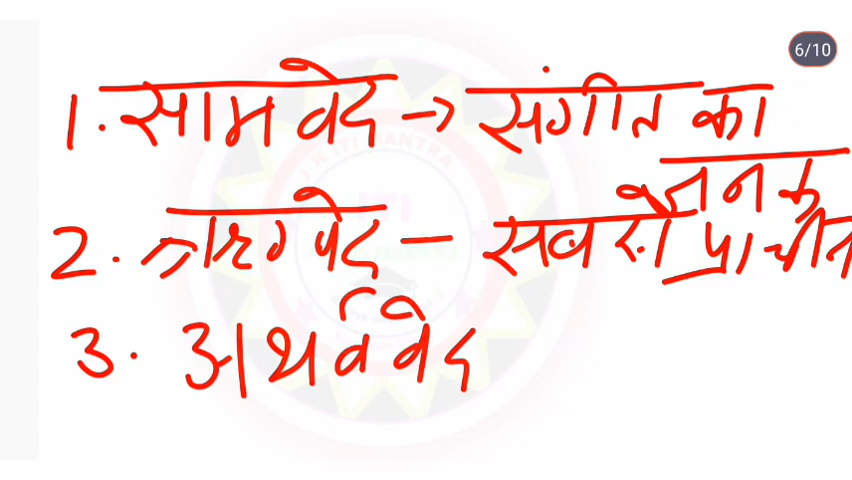 6/10
1. सामवेद → संगीत का
जनक
2. ऋग्वेद - सबसे प्राचीन
3. अथर्ववेद